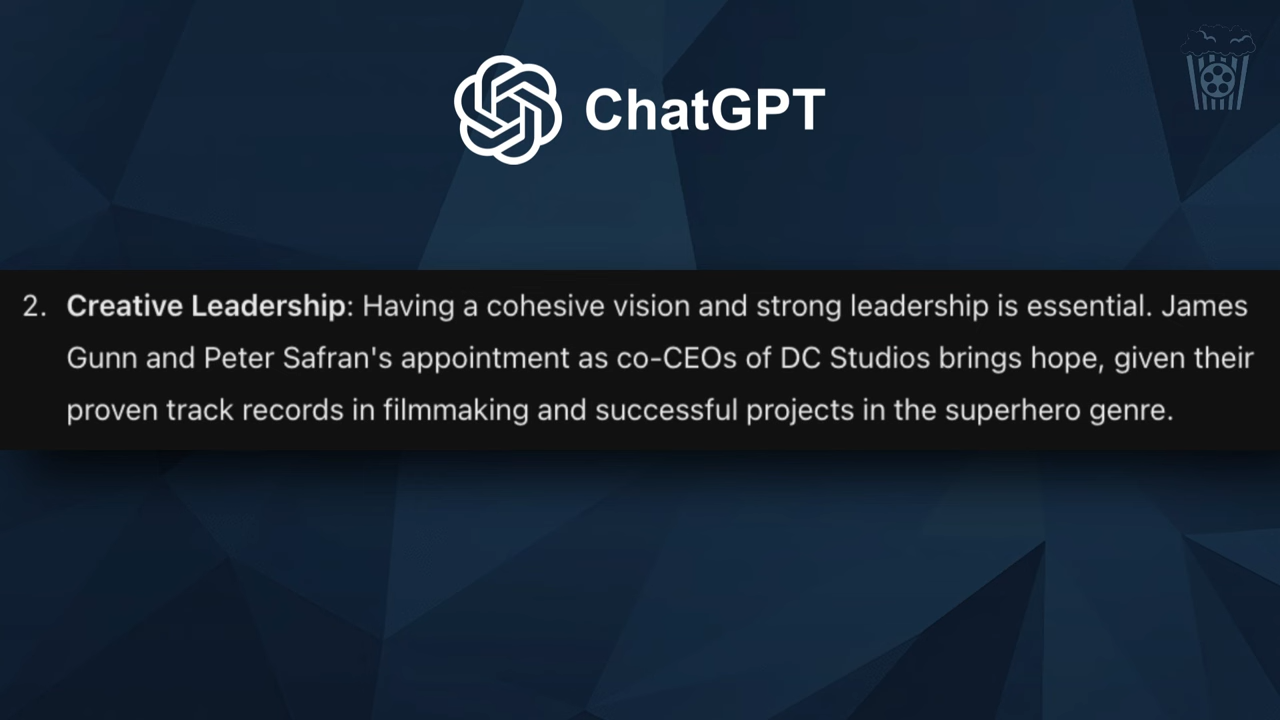 ChatGPT
2. Creative Leadership: Having a cohesive vision and strong leadership is essential. James
Gunn and Peter Safran's appointment as co-CEOs of DC Studios brings hope, given their
proven track records in filmmaking and successful projects in the superhero genre.